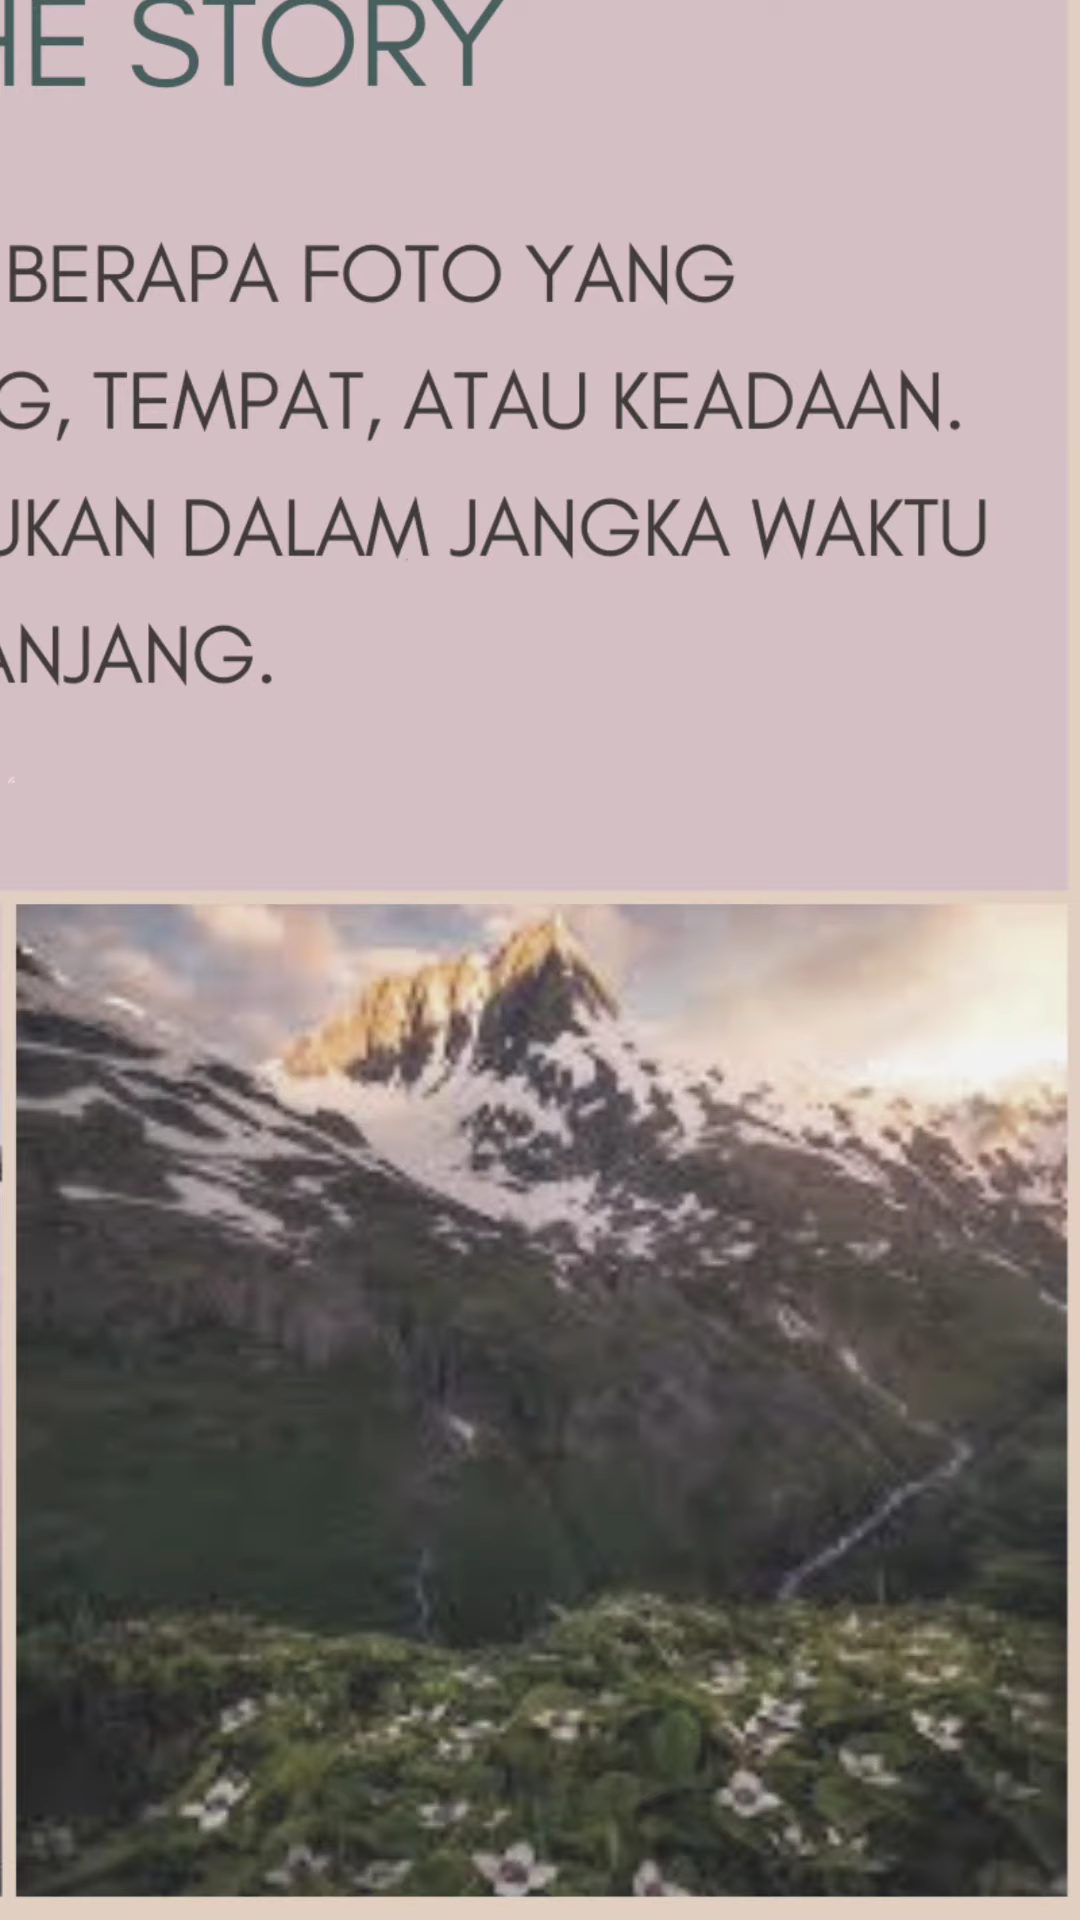 HE STORY
BERAPA FOTO YANG
G, TEMPAT, ATAU KEADAAN.
UKAN DALAM JANGKA WAKTU
ANJANG.